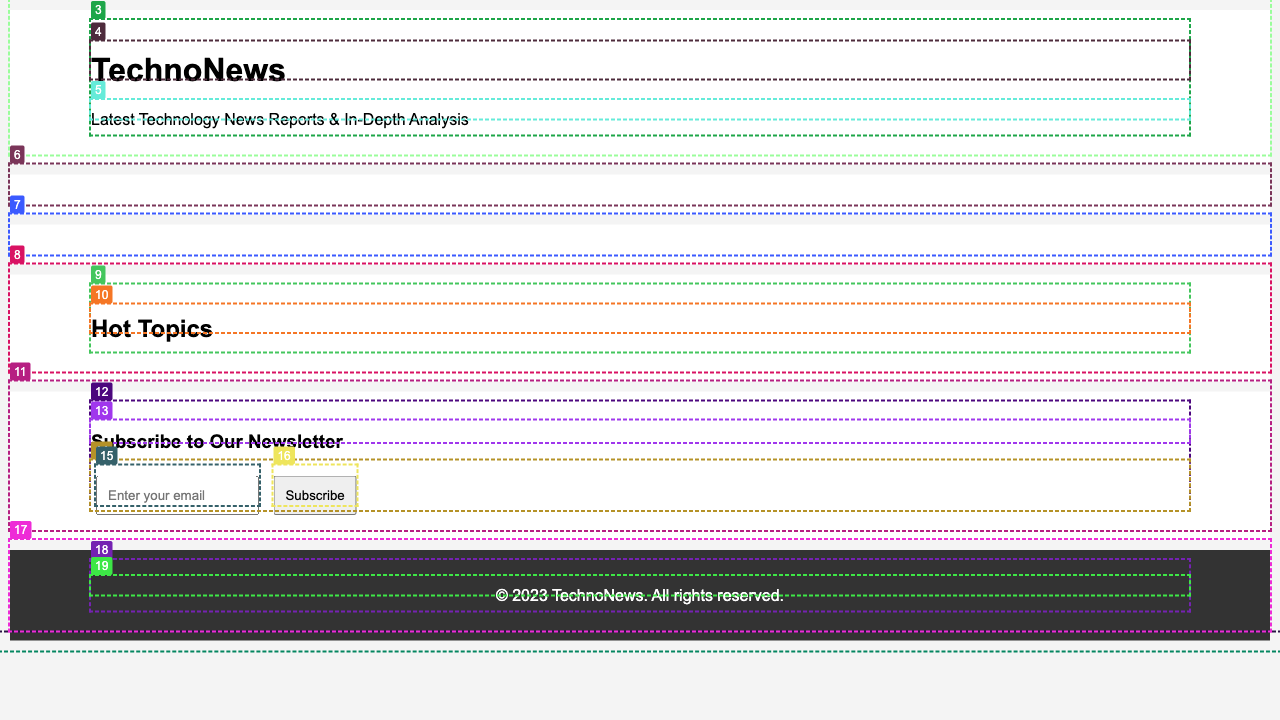 3
4
TechnoNews
5
Latest Technology News Reports & In-Depth Analysis
6
7
8
9
10
Hot Topics
11
12
13
Subscribe to Our Newsletter
15
16
Enter your email
Subscribe
17
18
19
© 2023 TechnoNews. All rights reserved.